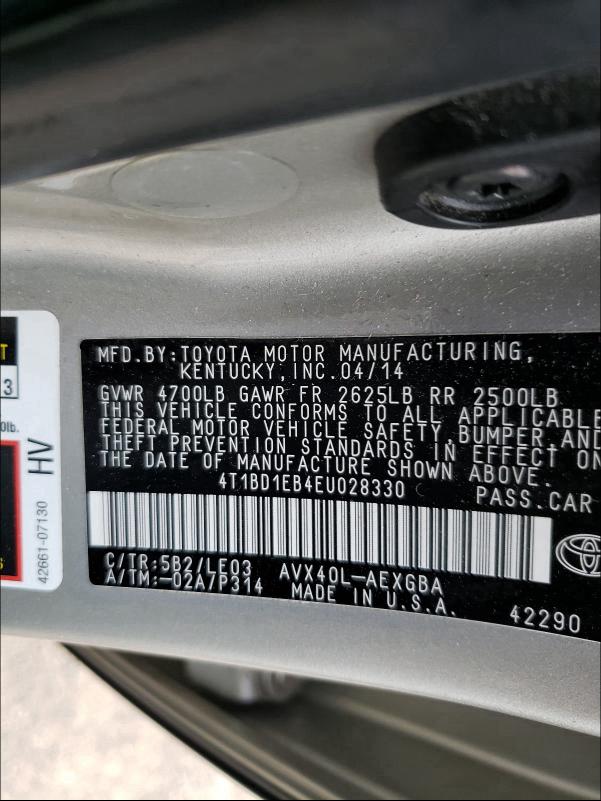 MFD.BY:TOYOTA MOTOR MANUFACTURING,
KENTUCKY,INC.04/14
GVWR 4700LB GAWR FR 2625LB RR 2500LB
THIS VEHICLE CONFORMS TO ALL APPLICABLE
FEDERAL MOTOR VEHICLE SAFETY,BUMPER,AND
THEFT PREVENTION STANDARDS IN EFFECT ON
THE DATE OF MANUFACTURE SHOWN ABOVE.
4T1BD1EB4EU028330 PASS.CAR
C/TR:5B2/LE03 AVX40L-AEXGBA
A/TM:-02A7P314 MADE IN U.S.A.
42290
3
HV
42661-07130